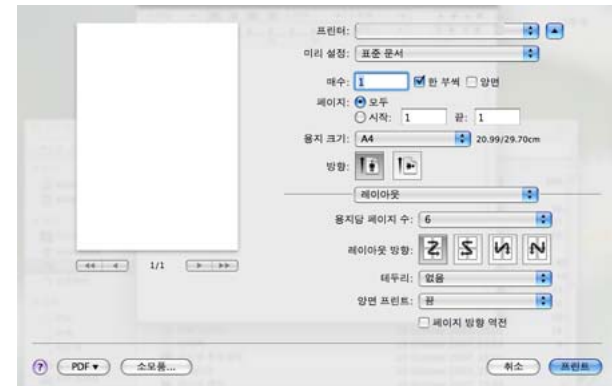 프린터:
미리 설정: 표준 문서
매수: 1 한 부씩 양면
페이지: 모두
시작: 1 끝: 1
용지 크기: A4 20.99/29.70cm
방향:
레이아웃
용지당 페이지 수: 6
레이아웃 방향:
테두리: 없음
양면 프린트: 끔
페이지 방향 역전
1/1
? PDF ▾ 소모품... 취소 프린트